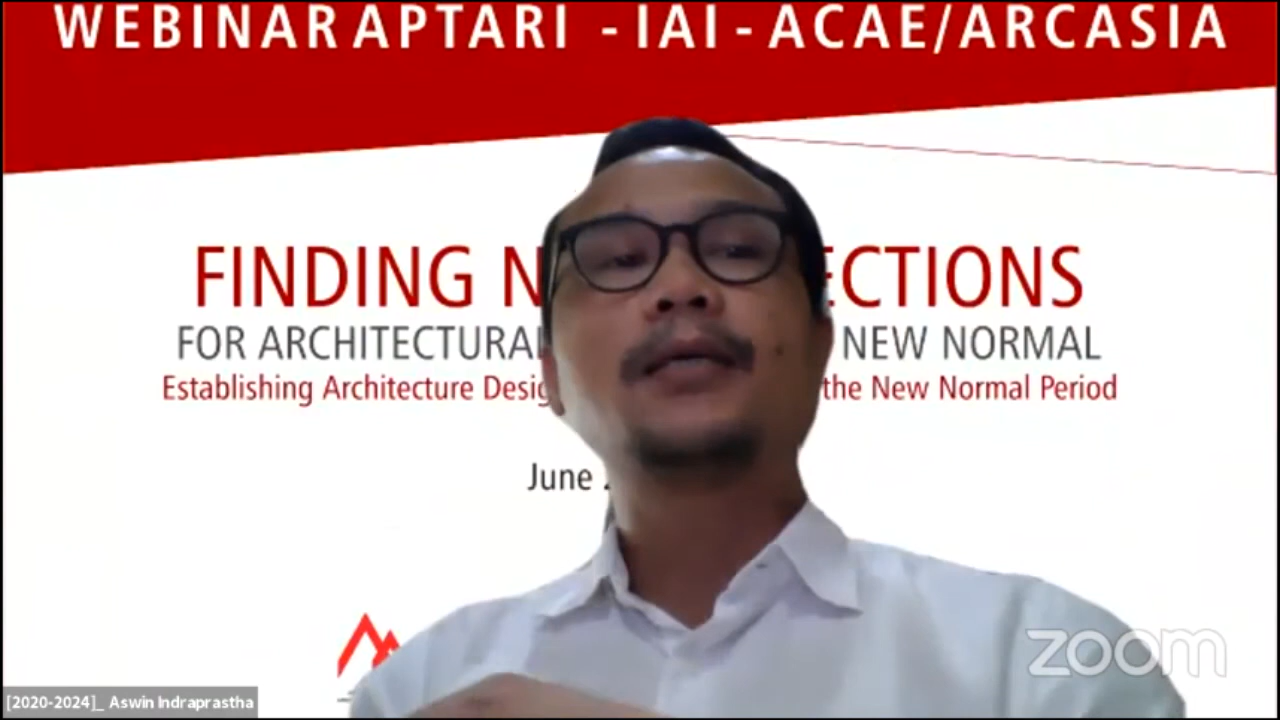 WEBINAR APTARI - IAI - ACAE/ARCASIA
FINDING N ECTIONS
FOR ARCHITECTURAL NEW NORMAL
Establishing Architecture Desig the New Normal Period
June
zoom
[2020-2024]_ Aswin Indraprastha